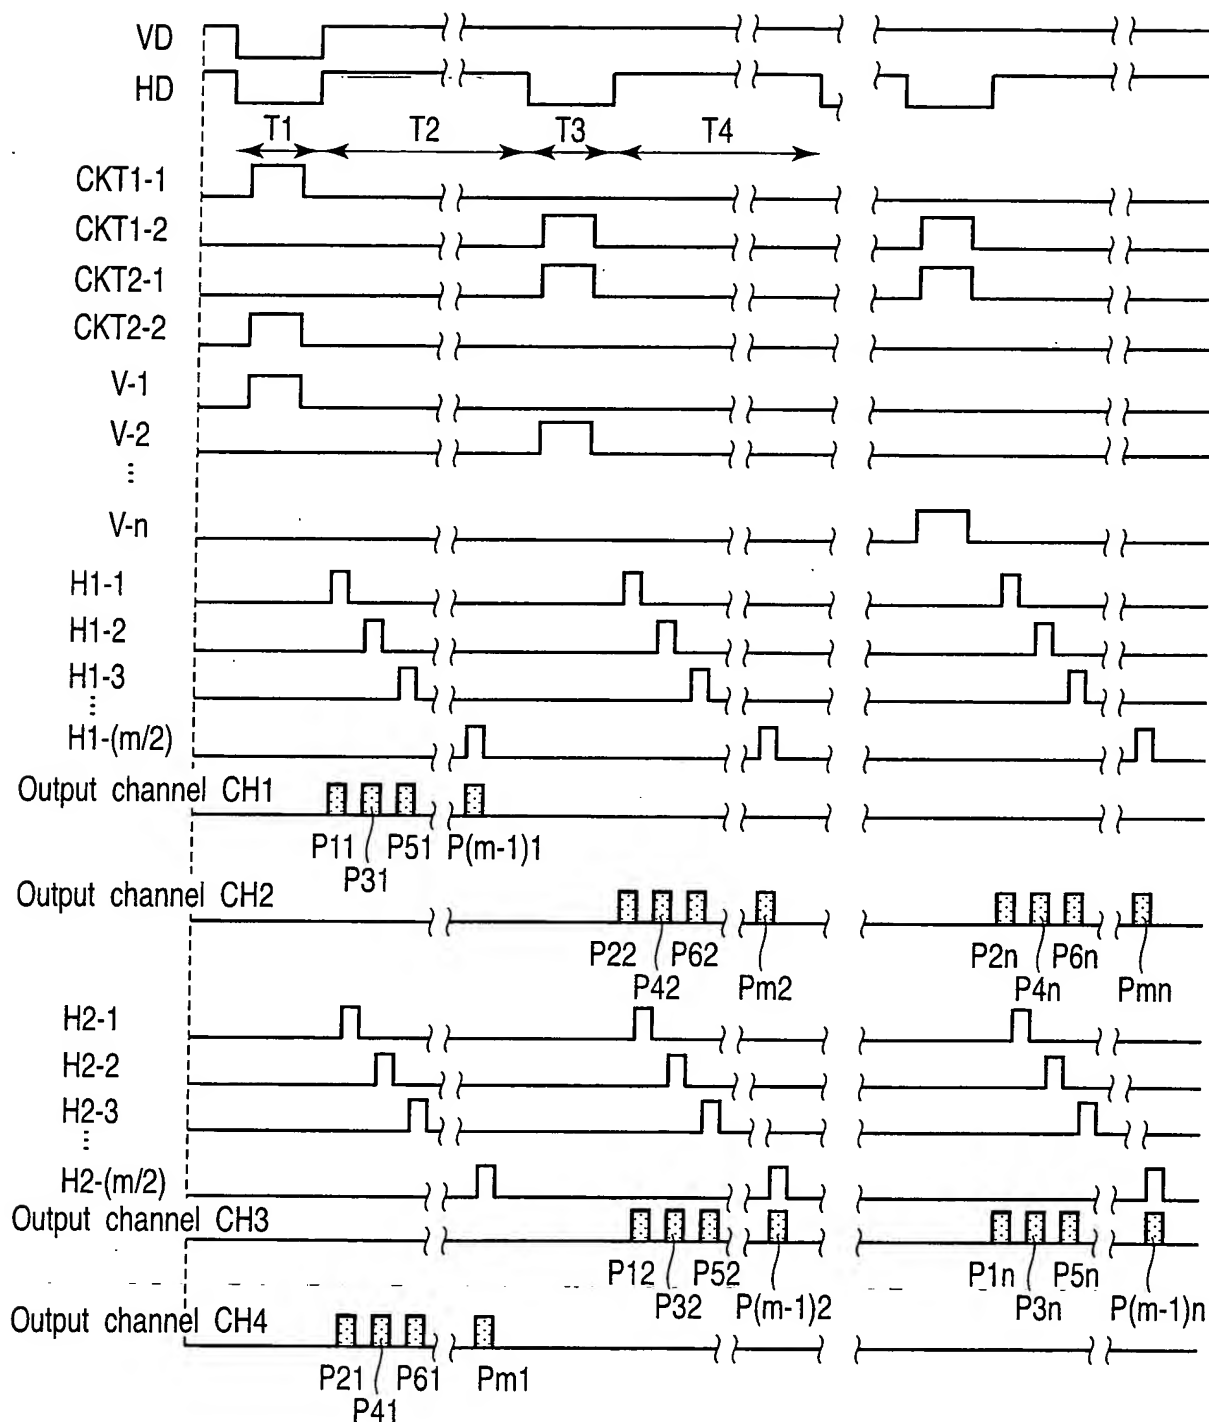 VD
HD
T1 T2 T3 T4
CKT1-1
CKT1-2
CKT2-1
CKT2-2
V-1
V-2
⋮
V-n
H1-1
H1-2
H1-3
⋮
H1-(m/2)
Output channel CH1
P11 P51 P(m-1)1
P31
Output channel CH2
P22 P62 P2n P6n
P42 Pm2 P4n Pmn
H2-1
H2-2
H2-3
⋮
H2-(m/2)
Output channel CH3
P12 P52 P1n P5n
P32 P(m-1)2 P3n P(m-1)n
Output channel CH4
P21 P61 Pm1
P41